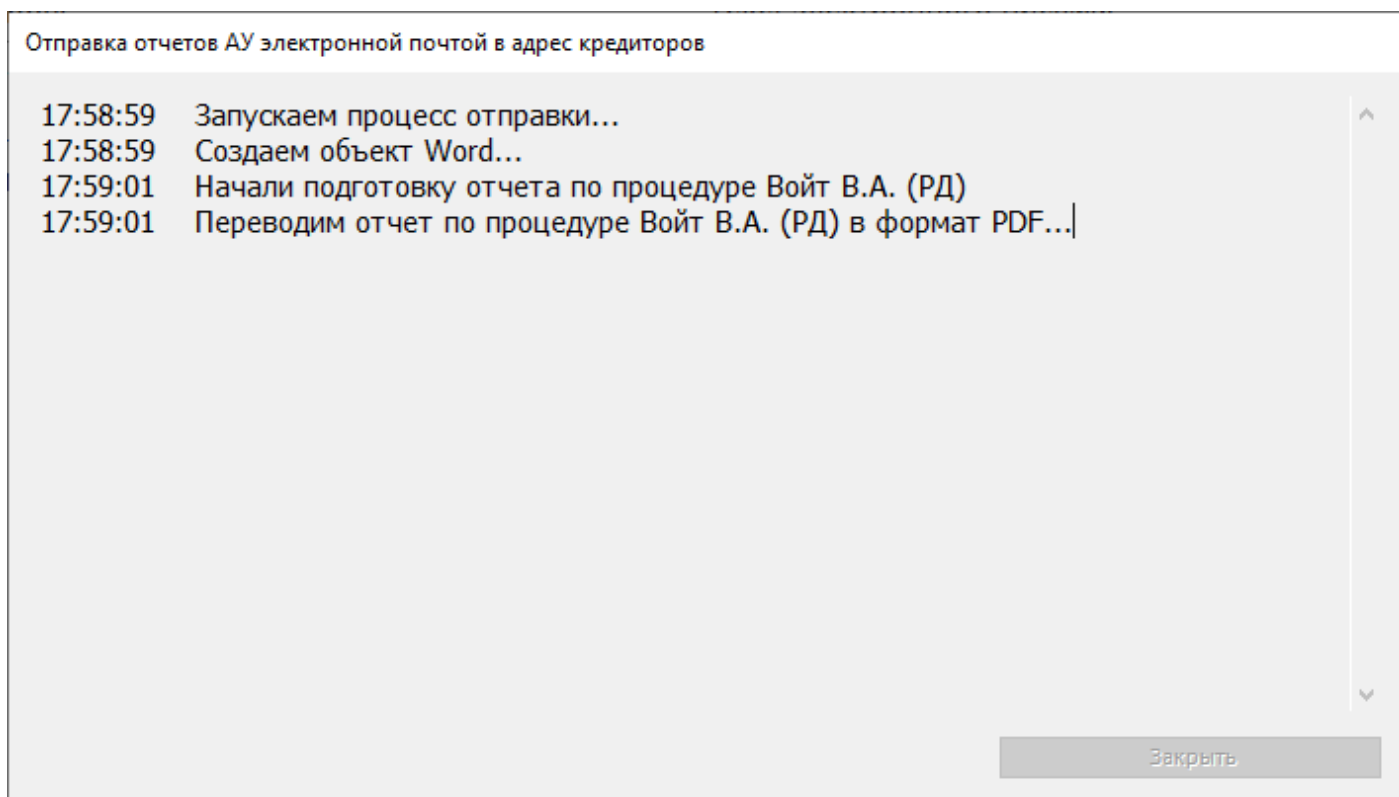 Отправка отчетов АУ электронной почтой в адрес кредиторов
17:58:59 Запускаем процесс отправки...
17:58:59 Создаем объект Word...
17:59:01 Начали подготовку отчета по процедуре Войт В.А. (РД)
17:59:01 Переводим отчет по процедуре Войт В.А. (РД) в формат PDF...
Закрыть